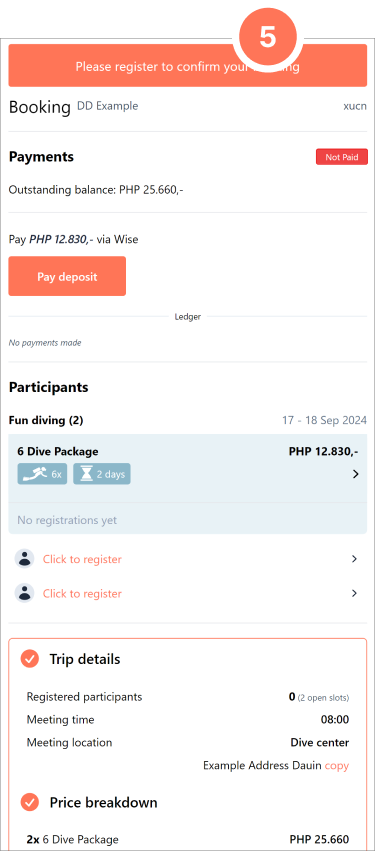 5
Please register to confirm your booking
Booking DD Example xucn
Payments Not Paid
Outstanding balance: PHP 25.660,-
Pay PHP 12.830,- via Wise
Pay deposit
Ledger
No payments made
Participants
Fun diving (2) 17 - 18 Sep 2024
6 Dive Package PHP 12.830,-
6x 2 days
No registrations yet
Click to register
Click to register
Trip details
Registered participants 0 (2 open slots)
Meeting time 08:00
Meeting location Dive center
Example Address Dauin copy
Price breakdown
2x 6 Dive Package PHP 25.660